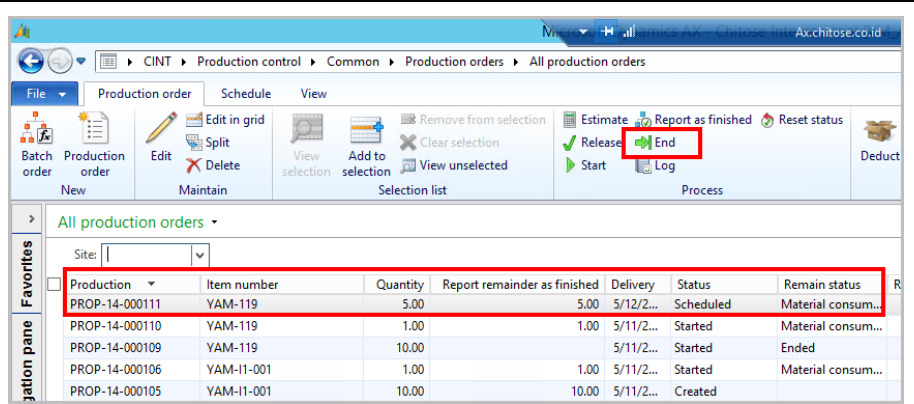 Ax.chitose.co.id
CINT Production control Common Production orders All production orders
File Production order Schedule View
Batch order
Production order
New
Edit
Edit in grid
Split
Delete
Maintain
View selection
Add to selection
Remove from selection
Clear selection
View unselected
Selection list
Estimate
Release
Start
Report as finished
End
Log
Reset status
Process
Deduct
Favorites
All production orders
Site:
Production Item number Quantity Report remainder as finished Delivery Status Remain status R
PROP-14-000111 YAM-119 5.00 5.00 5/12/2... Scheduled Material consum...
PROP-14-000110 YAM-119 1.00 1.00 5/11/2... Started Material consum...
PROP-14-000109 YAM-119 10.00 5/11/2... Started Ended
PROP-14-000106 YAM-I1-001 1.00 1.00 5/11/2... Started Material consum...
PROP-14-000105 YAM-I1-001 10.00 10.00 5/11/2... Created
gation pane